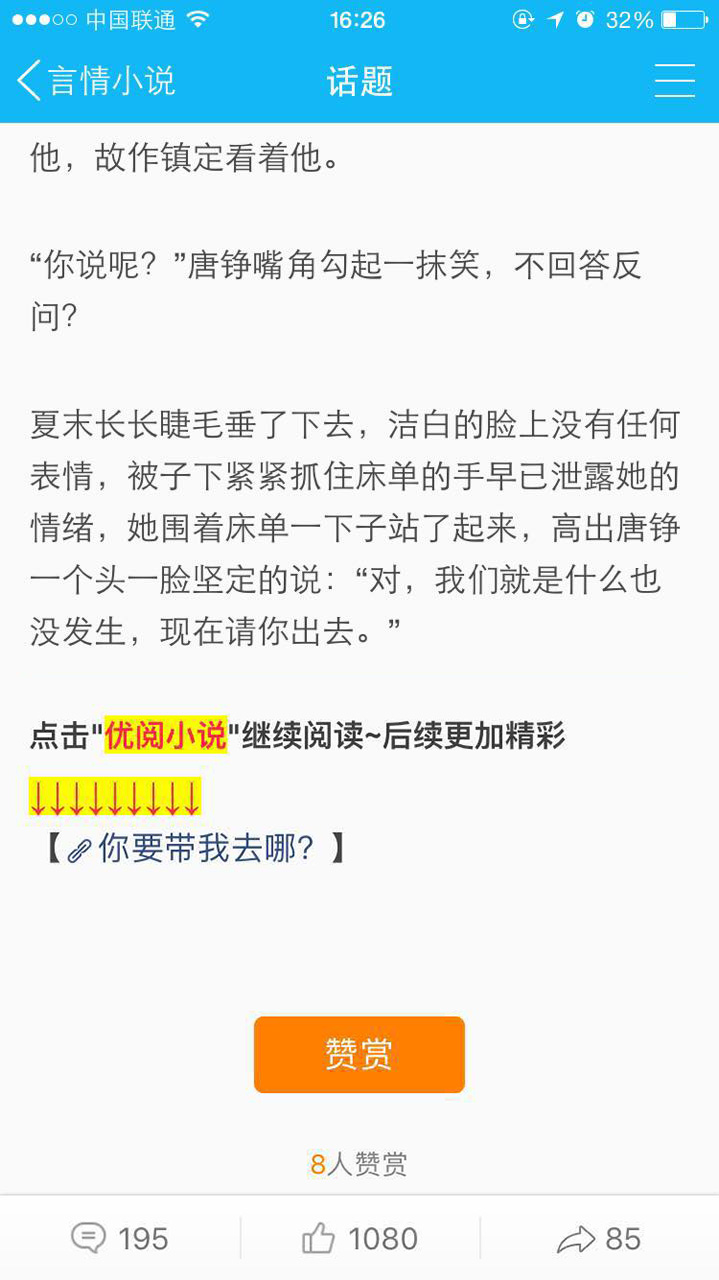 中国联通 16:26 32%
言情小说 话题
他，故作镇定看着他。
“你说呢？”唐铮嘴角勾起一抹笑，不回答反
问？
夏末长长睫毛垂了下去，洁白的脸上没有任何
表情，被子下紧紧抓住床单的手早已泄露她的
情绪，她围着床单一下子站了起来，高出唐铮
一个头一脸坚定的说：“对，我们就是什么也
没发生，现在请你出去。”
点击"优阅小说"继续阅读~后续更加精彩
↓↓↓↓↓↓↓↓↓
【你要带我去哪？】
赞赏
8人赞赏
195 1080 85